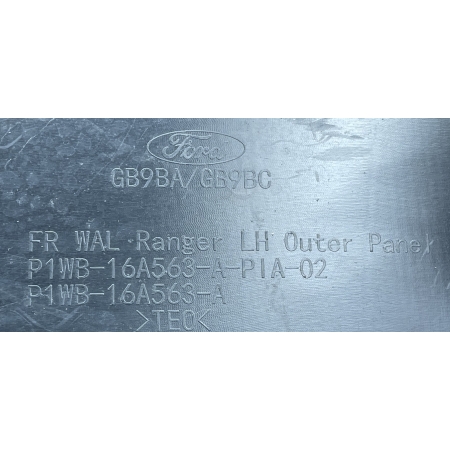 Ford
GB9BA/GB9BC
FR WAL Ranger LH Outer Panel
P1WB-16A563-A-PIA-02
P1WB-16A563-A
>TEO<